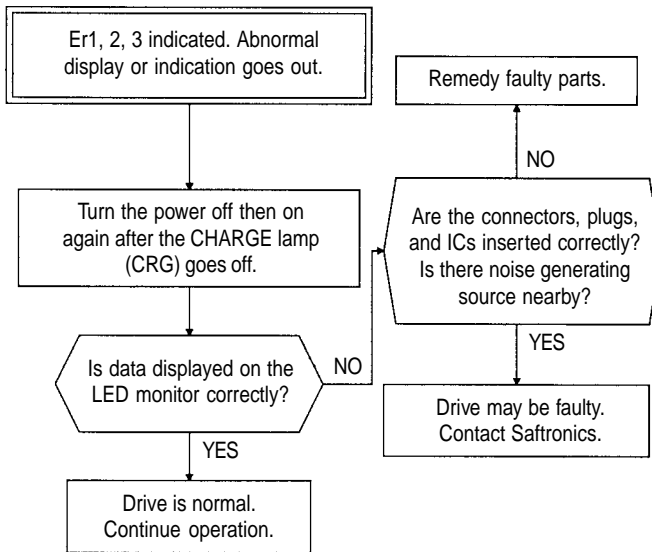 Er1, 2, 3 indicated. Abnormal
display or indication goes out.
Turn the power off then on
again after the CHARGE lamp
(CRG) goes off.
Is data displayed on the
LED monitor correctly?
NO
YES
Drive is normal.
Continue operation.
Remedy faulty parts.
NO
Are the connectors, plugs,
and ICs inserted correctly?
Is there noise generating
source nearby?
YES
Drive may be faulty.
Contact Saftronics.